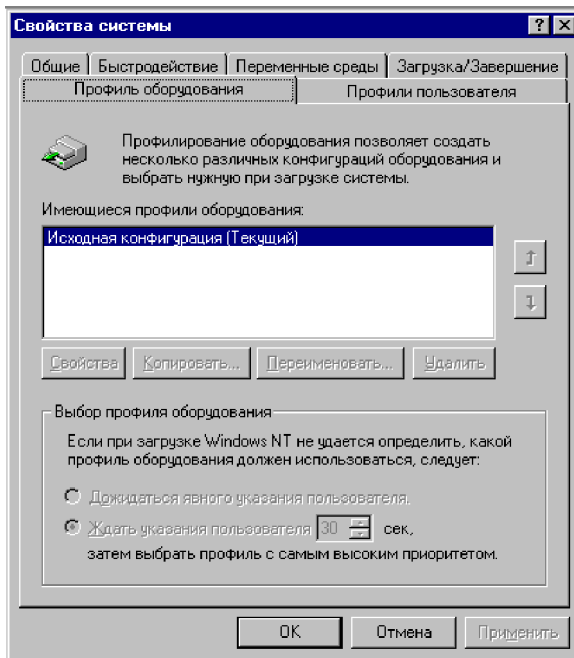 Свойства системы
Общие Быстродействие Переменные среды Загрузка/Завершение
Профиль оборудования Профили пользователя
Профилирование оборудования позволяет создать
несколько различных конфигураций оборудования и
выбрать нужную при загрузке системы.
Имеющиеся профили оборудования:
Исходная конфигурация (Текущий)
Свойства Копировать... Переименовать... Удалить
Выбор профиля оборудования
Если при загрузке Windows NT не удается определить, какой
профиль оборудования должен использоваться, следует:
Дожидаться явного указания пользователя.
Ждать указания пользователя 30 сек,
затем выбрать профиль с самым высоким приоритетом.
OK Отмена Применить